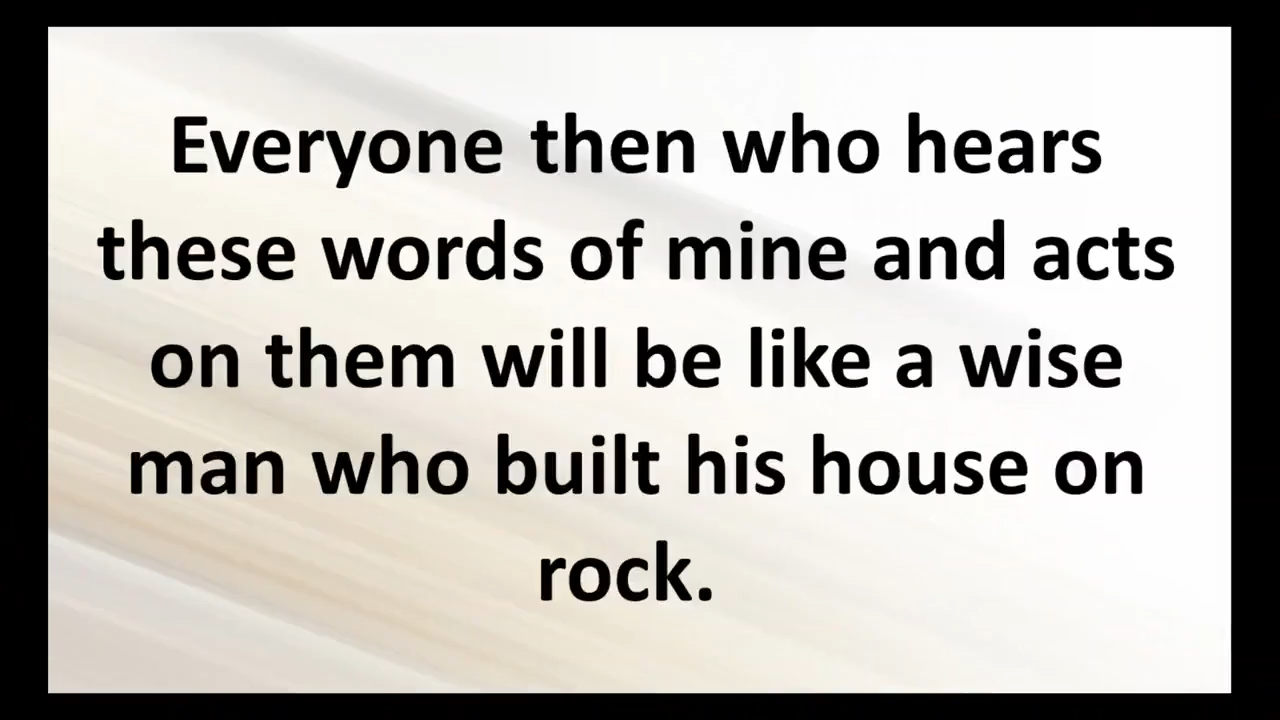 Everyone then who hears
these words of mine and acts
on them will be like a wise
man who built his house on
rock.